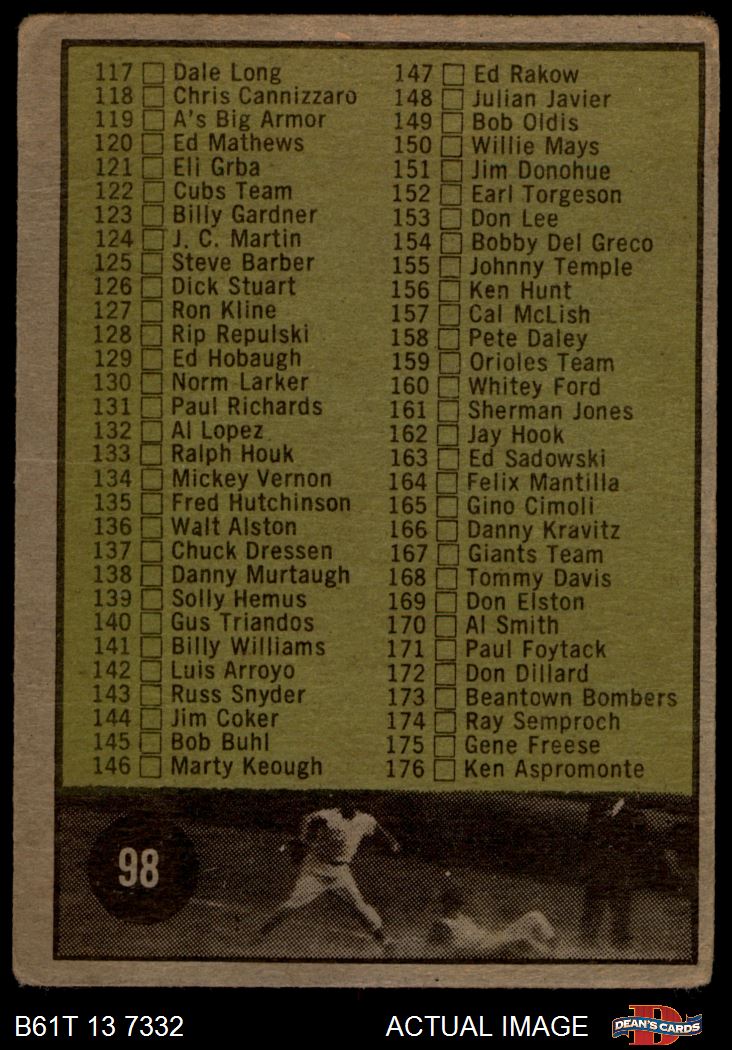 117 Dale Long
118 Chris Cannizzaro
119 A's Big Armor
120 Ed Mathews
121 Eli Grba
122 Cubs Team
123 Billy Gardner
124 J. C. Martin
125 Steve Barber
126 Dick Stuart
127 Ron Kline
128 Rip Repulski
129 Ed Hobaugh
130 Norm Larker
131 Paul Richards
132 Al Lopez
133 Ralph Houk
134 Mickey Vernon
135 Fred Hutchinson
136 Walt Alston
137 Chuck Dressen
138 Danny Murtaugh
139 Solly Hemus
140 Gus Triandos
141 Billy Williams
142 Luis Arroyo
143 Russ Snyder
144 Jim Coker
145 Bob Buhl
146 Marty Keough
147 Ed Rakow
148 Julian Javier
149 Bob Oldis
150 Willie Mays
151 Jim Donohue
152 Earl Torgeson
153 Don Lee
154 Bobby Del Greco
155 Johnny Temple
156 Ken Hunt
157 Cal McLish
158 Pete Daley
159 Orioles Team
160 Whitey Ford
161 Sherman Jones
162 Jay Hook
163 Ed Sadowski
164 Felix Mantilla
165 Gino Cimoli
166 Danny Kravitz
167 Giants Team
168 Tommy Davis
169 Don Elston
170 Al Smith
171 Paul Foytack
172 Don Dillard
173 Beantown Bombers
174 Ray Semproch
175 Gene Freese
176 Ken Aspromonte
98
B61T 13 7332
ACTUAL IMAGE
D
DEAN'S CARDS